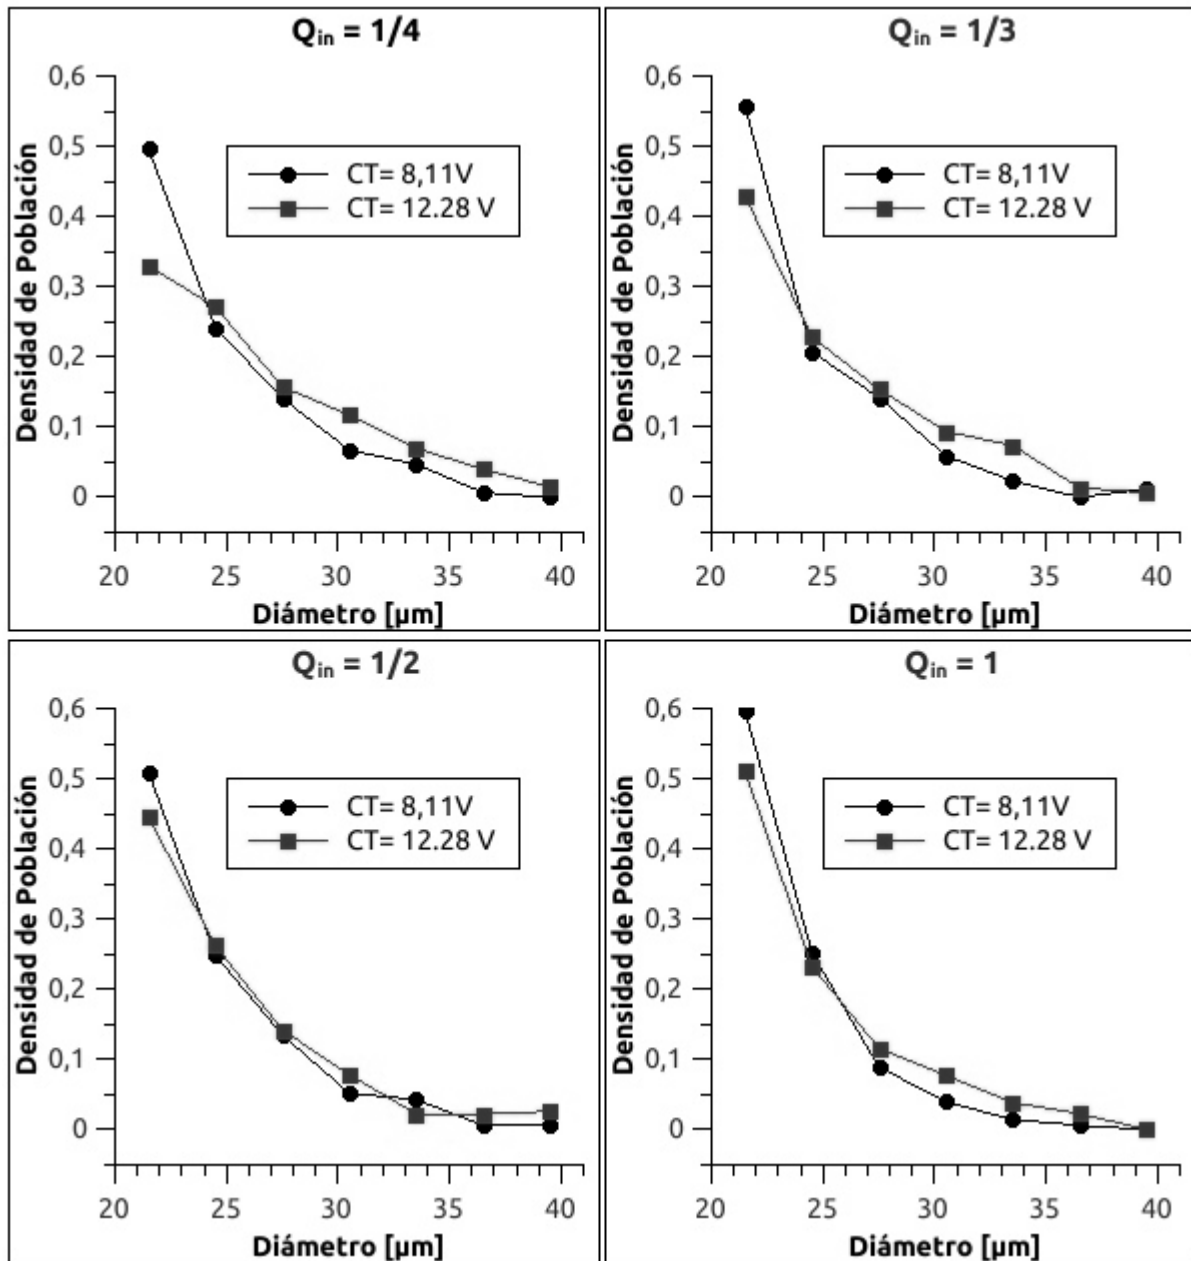 Qin = 1/4
Densidad de Población
0,6
0,5
0,4
0,3
0,2
0,1
0
CT= 8,11V
CT= 12.28 V
20 25 30 35 40
Diámetro [µm]
Qin = 1/3
Densidad de Población
0,6
0,5
0,4
0,3
0,2
0,1
0
CT= 8,11V
CT= 12.28 V
20 25 30 35 40
Diámetro [µm]
Qin = 1/2
Densidad de Población
0,6
0,5
0,4
0,3
0,2
0,1
0
CT= 8,11V
CT= 12.28 V
20 25 30 35 40
Diámetro [µm]
Qin = 1
Densidad de Población
0,6
0,5
0,4
0,3
0,2
0,1
0
CT= 8,11V
CT= 12.28 V
20 25 30 35 40
Diámetro [µm]